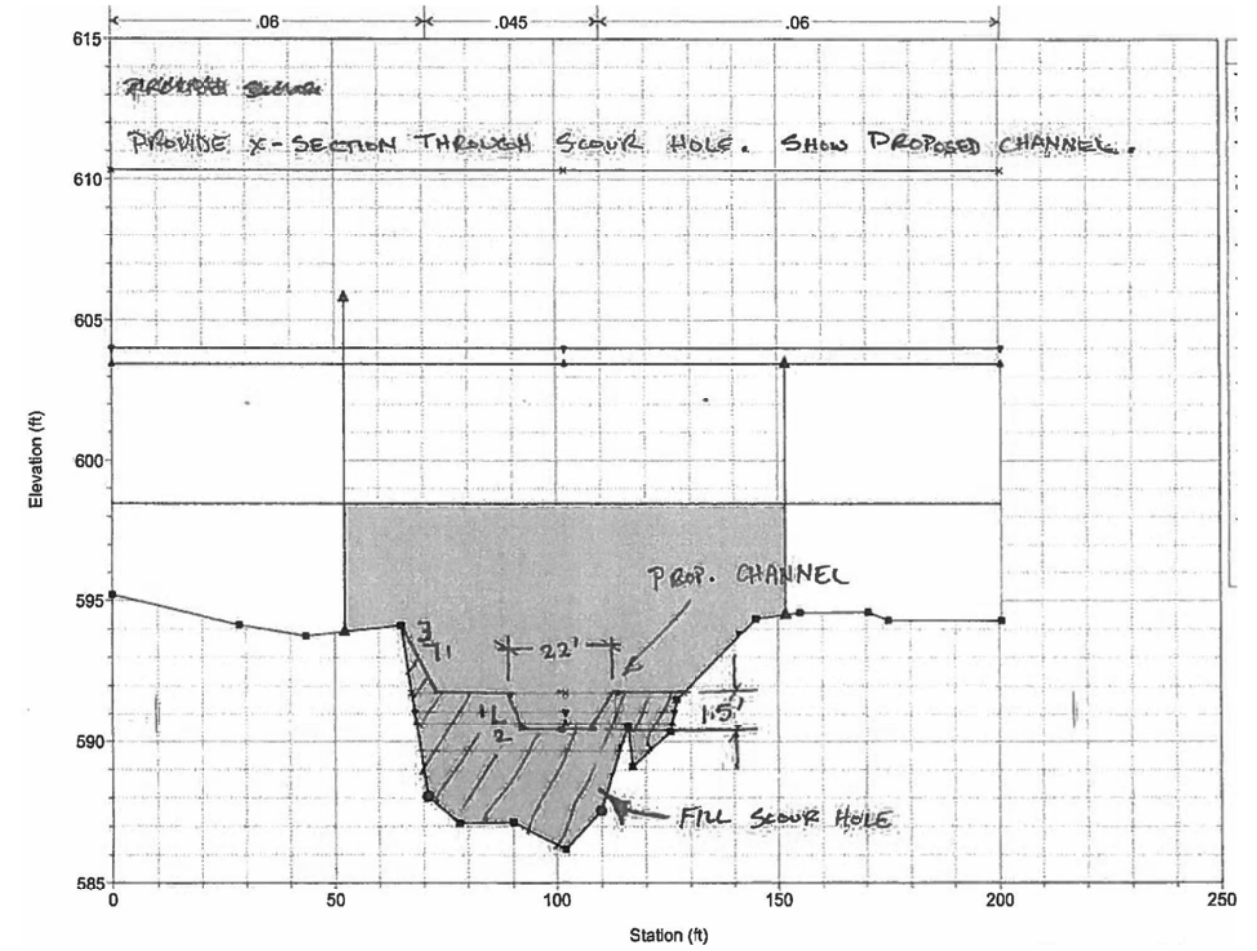 .06 .045 .06
615
PROVIDE X-SECTION THROUGH SCOUR HOLE. SHOW PROPOSED CHANNEL.
610
605
600
Elevation (ft)
PROP. CHANNEL
595
22'
1
1.5'
1
2
590
FILL SCOUR HOLE
585
0 50 100 150 200 250
Station (ft)